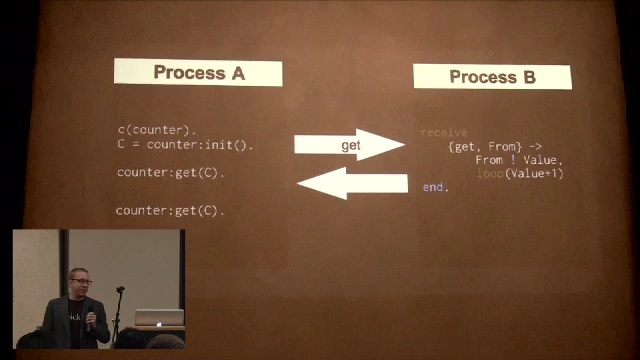 Process A
c(counter).
C = counter:init().
counter:get(C).
counter:get(C).
get
Process B
receive
{get, From} ->
From ! Value,
loop(Value+1)
end.